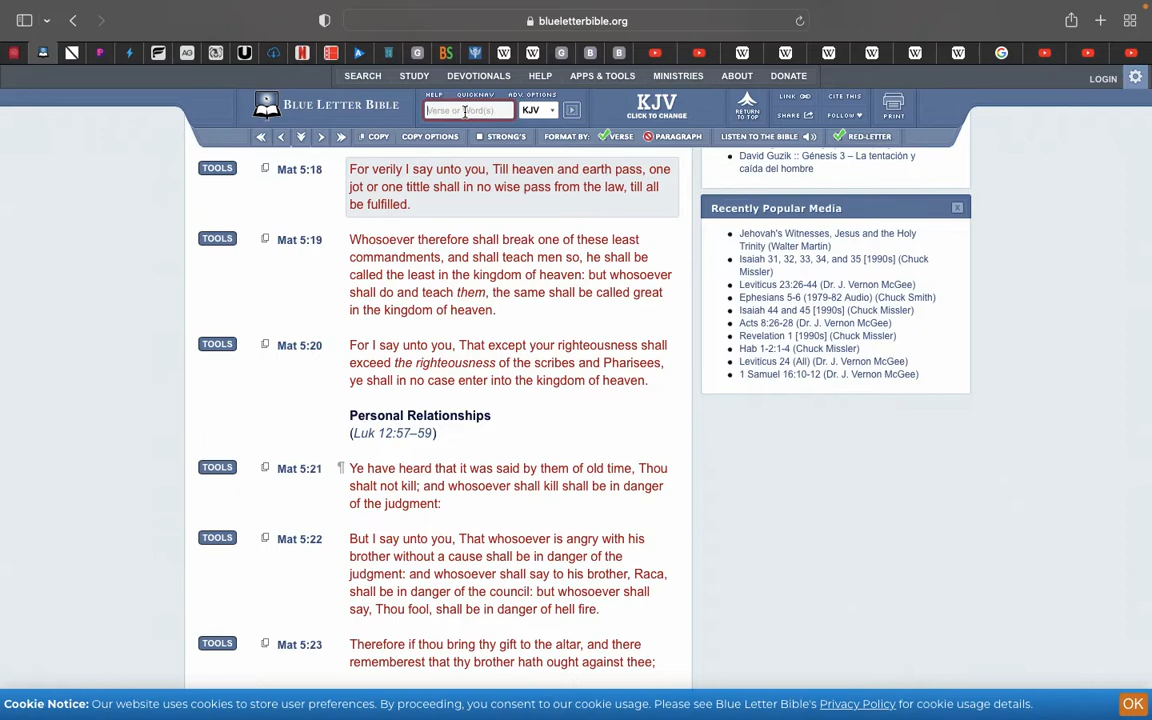 blueletterbible.org
SEARCH STUDY DEVOTIONALS HELP APPS & TOOLS MINISTRIES ABOUT DONATE
LOGIN
BLUE LETTER BIBLE
HELP QUICKNAV ADV. OPTIONS
Verse or Word(s)
KJV
KJV
CLICK TO CHANGE
RETURN
TO TOP
LINK
CITE THIS
SHARE
FOLLOW
PRINT
COPY COPY OPTIONS STRONG'S FORMAT BY: VERSE PARAGRAPH LISTEN TO THE BIBLE RED-LETTER
TOOLS Mat 5:18 For verily I say unto you, Till heaven and earth pass, one
jot or one tittle shall in no wise pass from the law, till all
be fulfilled.
TOOLS Mat 5:19 Whosoever therefore shall break one of these least
commandments, and shall teach men so, he shall be
called the least in the kingdom of heaven: but whosoever
shall do and teach them, the same shall be called great
in the kingdom of heaven.
TOOLS Mat 5:20 For I say unto you, That except your righteousness shall
exceed the righteousness of the scribes and Pharisees,
ye shall in no case enter into the kingdom of heaven.
Personal Relationships
(Luk 12:57–59)
TOOLS Mat 5:21 ¶ Ye have heard that it was said by them of old time, Thou
shalt not kill; and whosoever shall kill shall be in danger
of the judgment:
TOOLS Mat 5:22 But I say unto you, That whosoever is angry with his
brother without a cause shall be in danger of the
judgment: and whosoever shall say to his brother, Raca,
shall be in danger of the council: but whosoever shall
say, Thou fool, shall be in danger of hell fire.
TOOLS Mat 5:23 Therefore if thou bring thy gift to the altar, and there
rememberest that thy brother hath ought against thee;
David Guzik :: Génesis 3 – La tentación y
caída del hombre
Recently Popular Media
Jehovah's Witnesses, Jesus and the Holy
Trinity (Walter Martin)
Isaiah 31, 32, 33, 34, and 35 [1990s] (Chuck
Missler)
Leviticus 23:26-44 (Dr. J. Vernon McGee)
Ephesians 5-6 (1979-82 Audio) (Chuck Smith)
Isaiah 44 and 45 [1990s] (Chuck Missler)
Acts 8:26-28 (Dr. J. Vernon McGee)
Revelation 1 [1990s] (Chuck Missler)
Hab 1-2:1-4 (Chuck Missler)
Leviticus 24 (All) (Dr. J. Vernon McGee)
1 Samuel 16:10-12 (Dr. J. Vernon McGee)
Cookie Notice: Our website uses cookies to store user preferences. By proceeding, you consent to our cookie usage. Please see Blue Letter Bible's Privacy Policy for cookie usage details.
OK